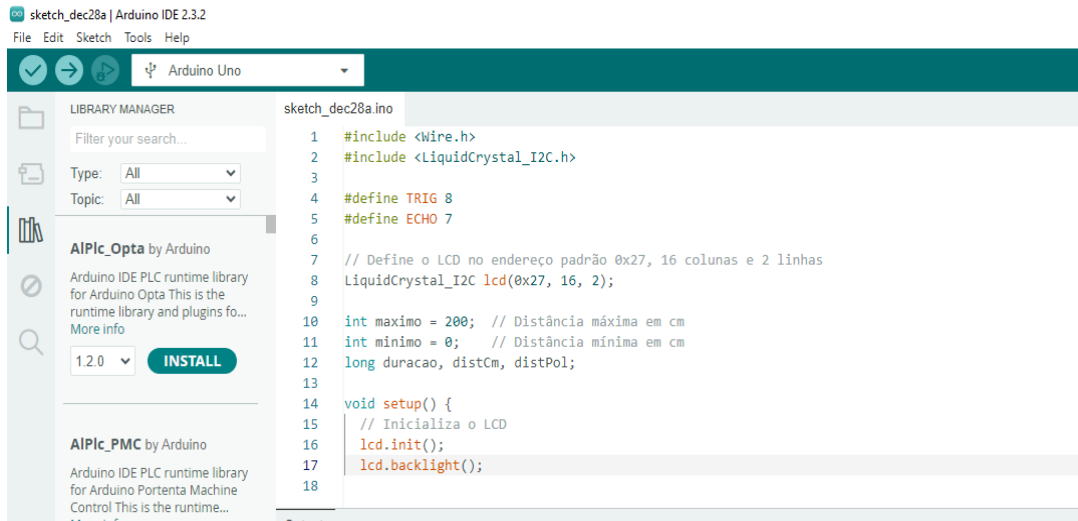 sketch_dec28a | Arduino IDE 2.3.2
File Edit Sketch Tools Help
Arduino Uno
LIBRARY MANAGER
Filter your search...
Type: All
Topic: All
AIPlc_Opta by Arduino
Arduino IDE PLC runtime library
for Arduino Opta This is the
runtime library and plugins fo...
More info
1.2.0 INSTALL
AIPlc_PMC by Arduino
Arduino IDE PLC runtime library
for Arduino Portenta Machine
Control This is the runtime...
sketch_dec28a.ino
1 #include <Wire.h>
2 #include <LiquidCrystal_I2C.h>
3
4 #define TRIG 8
5 #define ECHO 7
6
7 // Define o LCD no endereço padrão 0x27, 16 colunas e 2 linhas
8 LiquidCrystal_I2C lcd(0x27, 16, 2);
9
10 int maximo = 200; // Distância máxima em cm
11 int minimo = 0; // Distância mínima em cm
12 long duracao, distCm, distPol;
13
14 void setup() {
15 // Inicializa o LCD
16 lcd.init();
17 lcd.backlight();
18